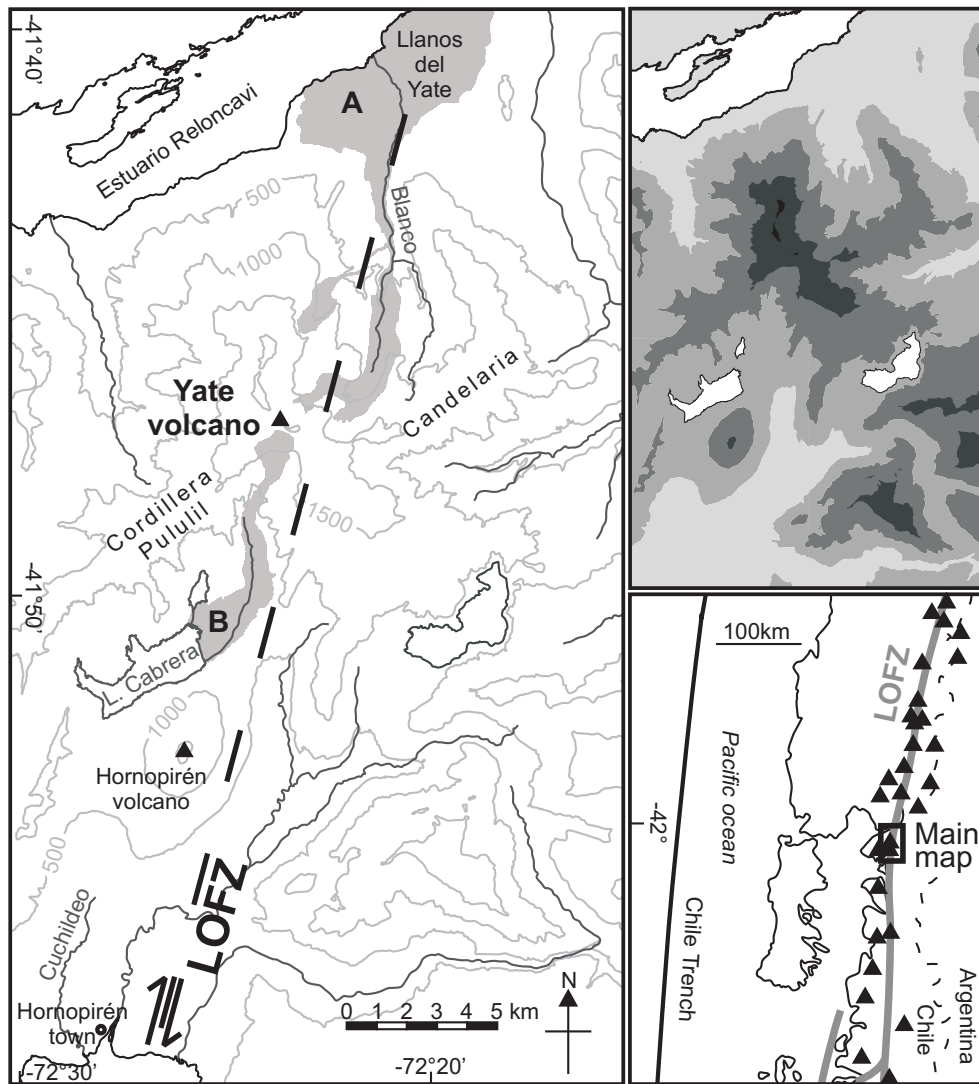 -41°40'
Llanos
del
Yate
A
Estuario Reloncavi
Blanco
500
1000
Yate
volcano
Candelaria
Cordillera
Pululil
1500
-41°50'
B
L. Cabrera
1000
Hornopirén
volcano
500
LOFZ
Cuchildeo
Hornopirén
town
N
0 1 2 3 4 5 km
-72°30'
-72°20'
100km
LOFZ
Pacific ocean
-42°
Main
map
Chile Trench
Argentina
Chile